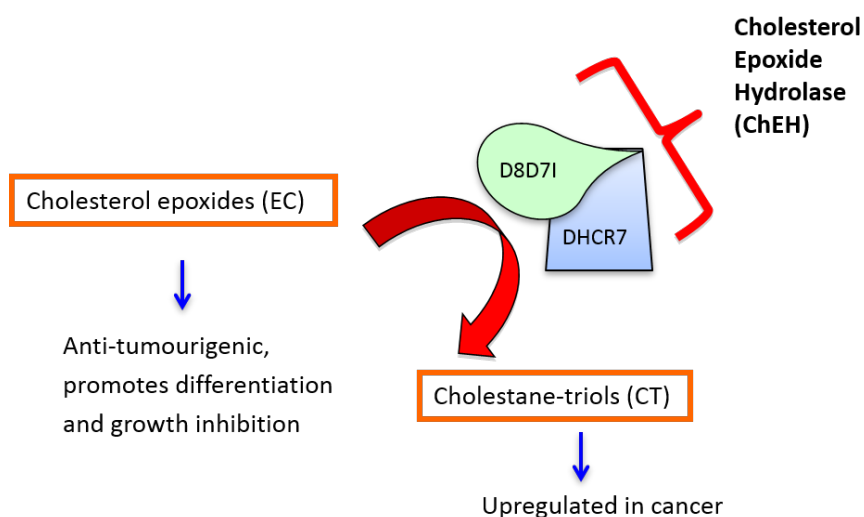 Cholesterol
Epoxide
Hydrolase
(ChEH)
D8D7I
Cholesterol epoxides (EC)
DHCR7
Anti-tumourigenic,
promotes differentiation
and growth inhibition
Cholestane-triols (CT)
Upregulated in cancer